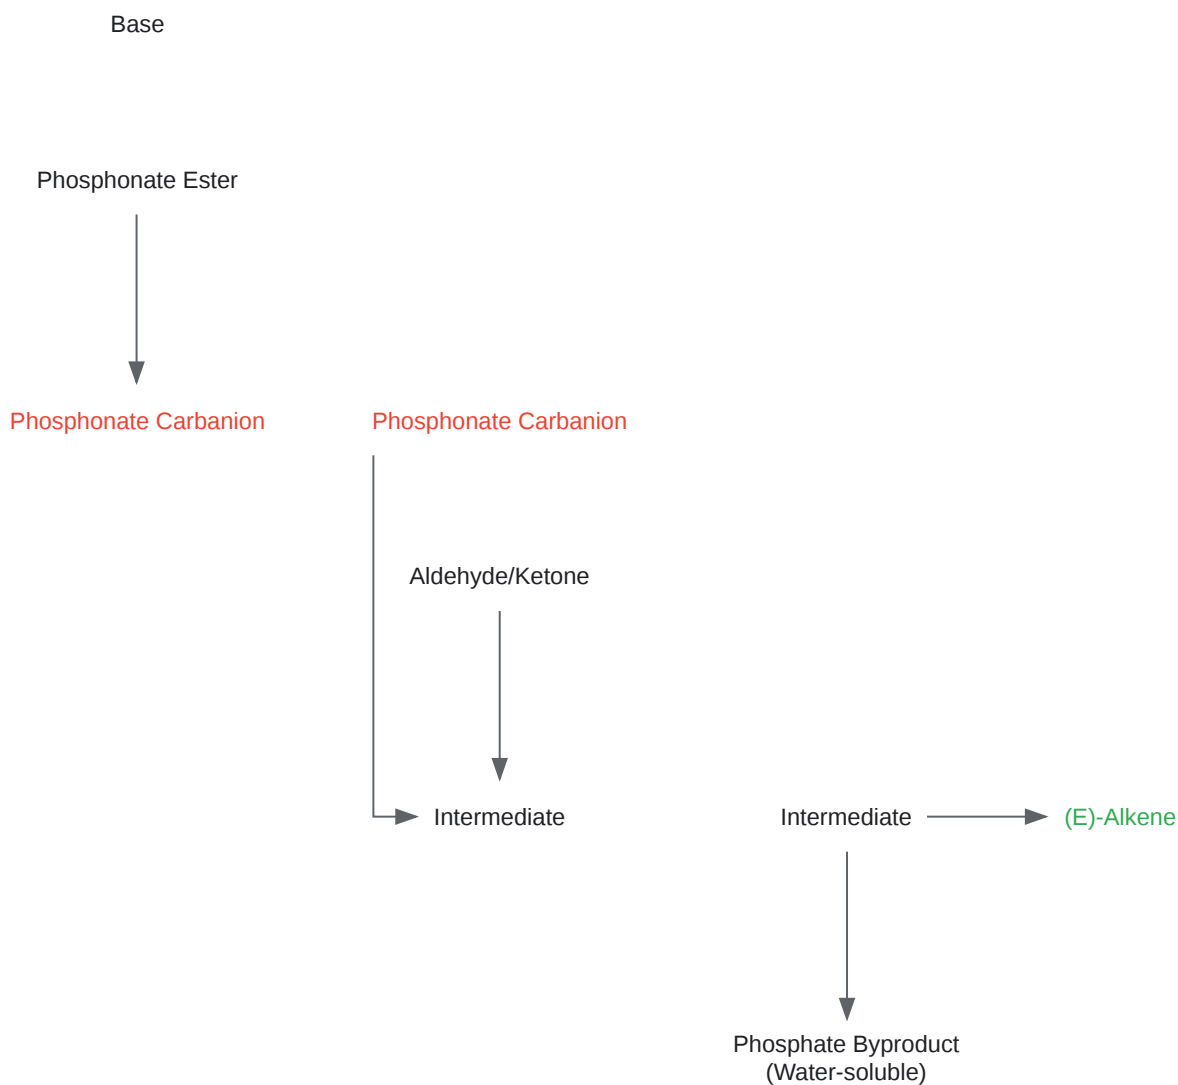 Base
Phosphonate Ester
Phosphonate Carbanion
Phosphonate Carbanion
Aldehyde/Ketone
Intermediate
Intermediate
(E)-Alkene
Phosphate Byproduct
(Water-soluble)